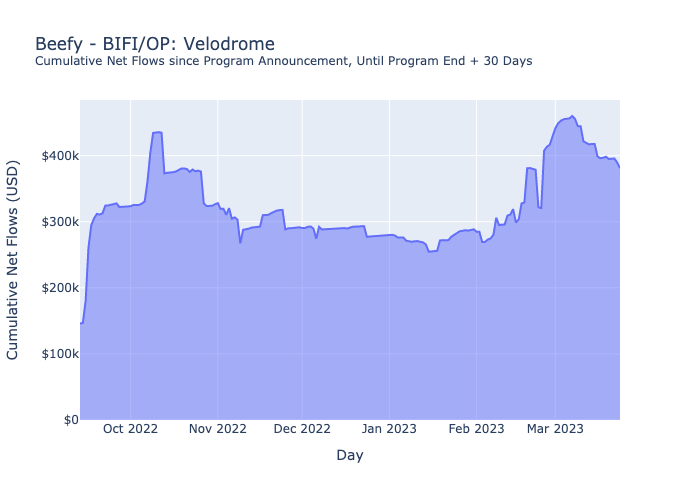 Beefy - BIFI/OP: Velodrome
Cumulative Net Flows since Program Announcement, Until Program End + 30 Days
Cumulative Net Flows (USD)
$400k
$300k
$200k
$100k
$0
Oct 2022
Nov 2022
Dec 2022
Jan 2023
Feb 2023
Mar 2023
Day